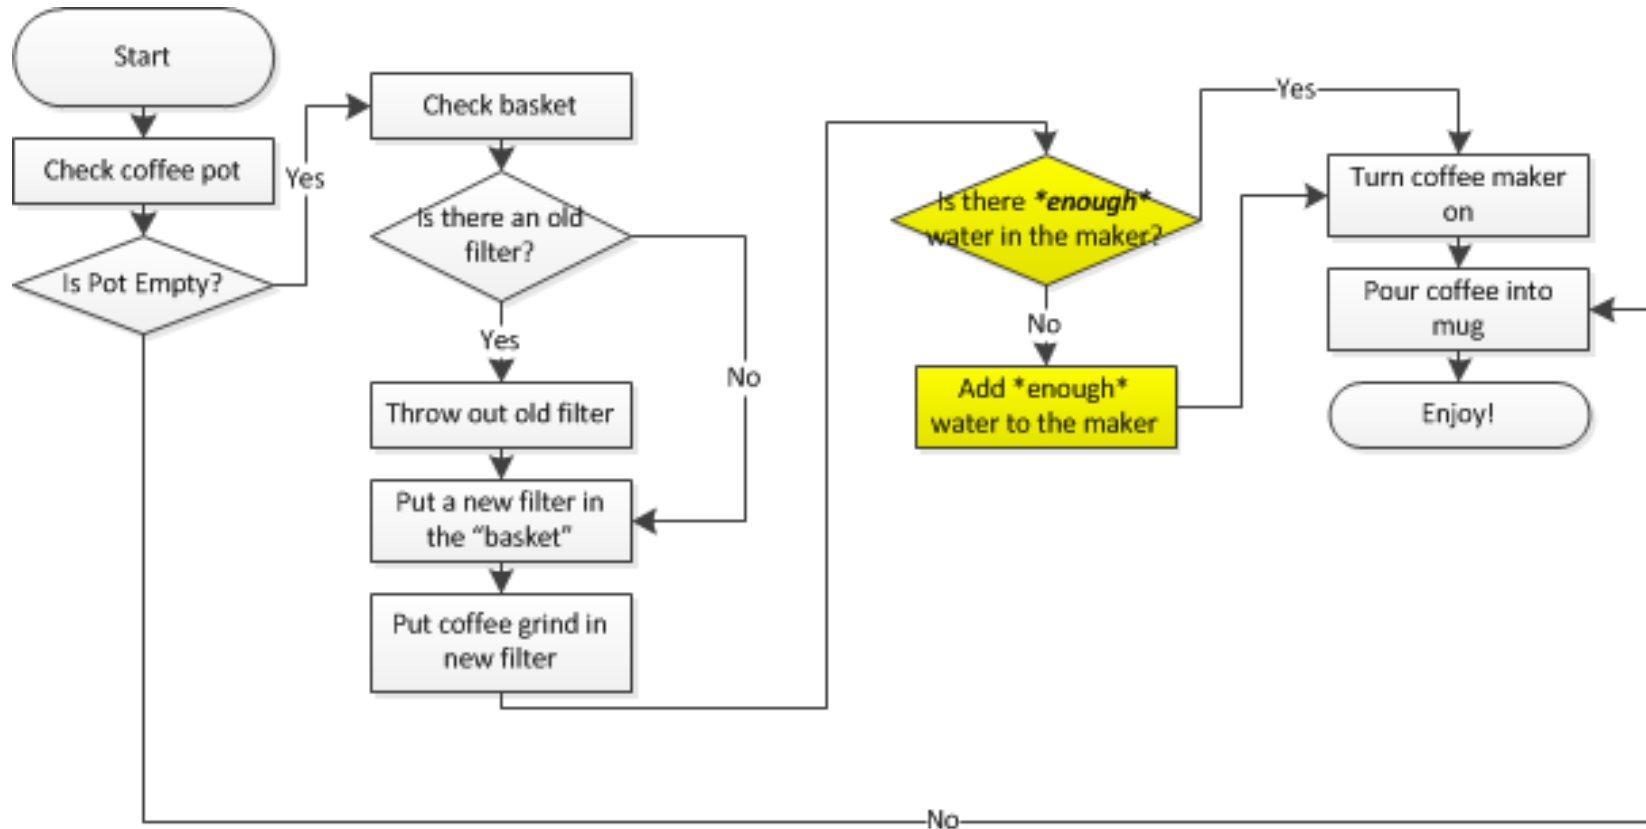 Start
Check coffee pot
Is Pot Empty?
Yes
Check basket
Is there an old
filter?
Yes
No
Throw out old filter
Put a new filter in
the “basket”
Put coffee grind in
new filter
Is there *enough*
water in the maker?
Yes
No
Add *enough*
water to the maker
Turn coffee maker
on
Pour coffee into
mug
Enjoy!
No